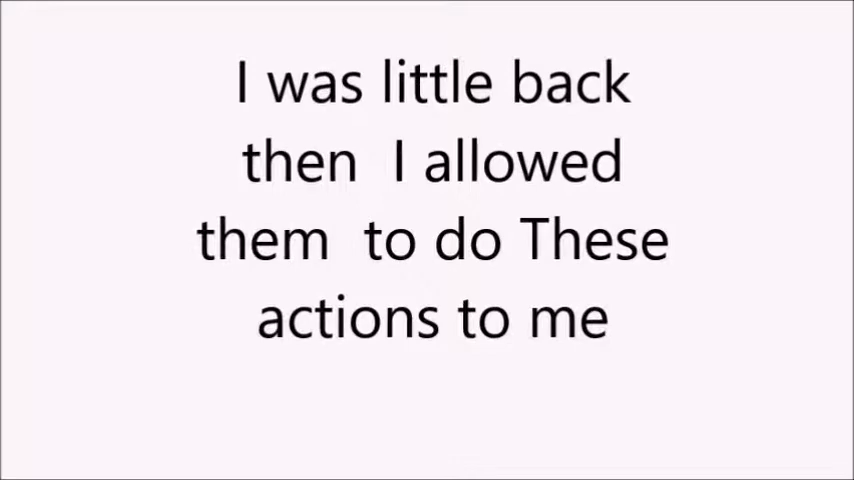 I was little back
then  I allowed
them  to do These
actions to me